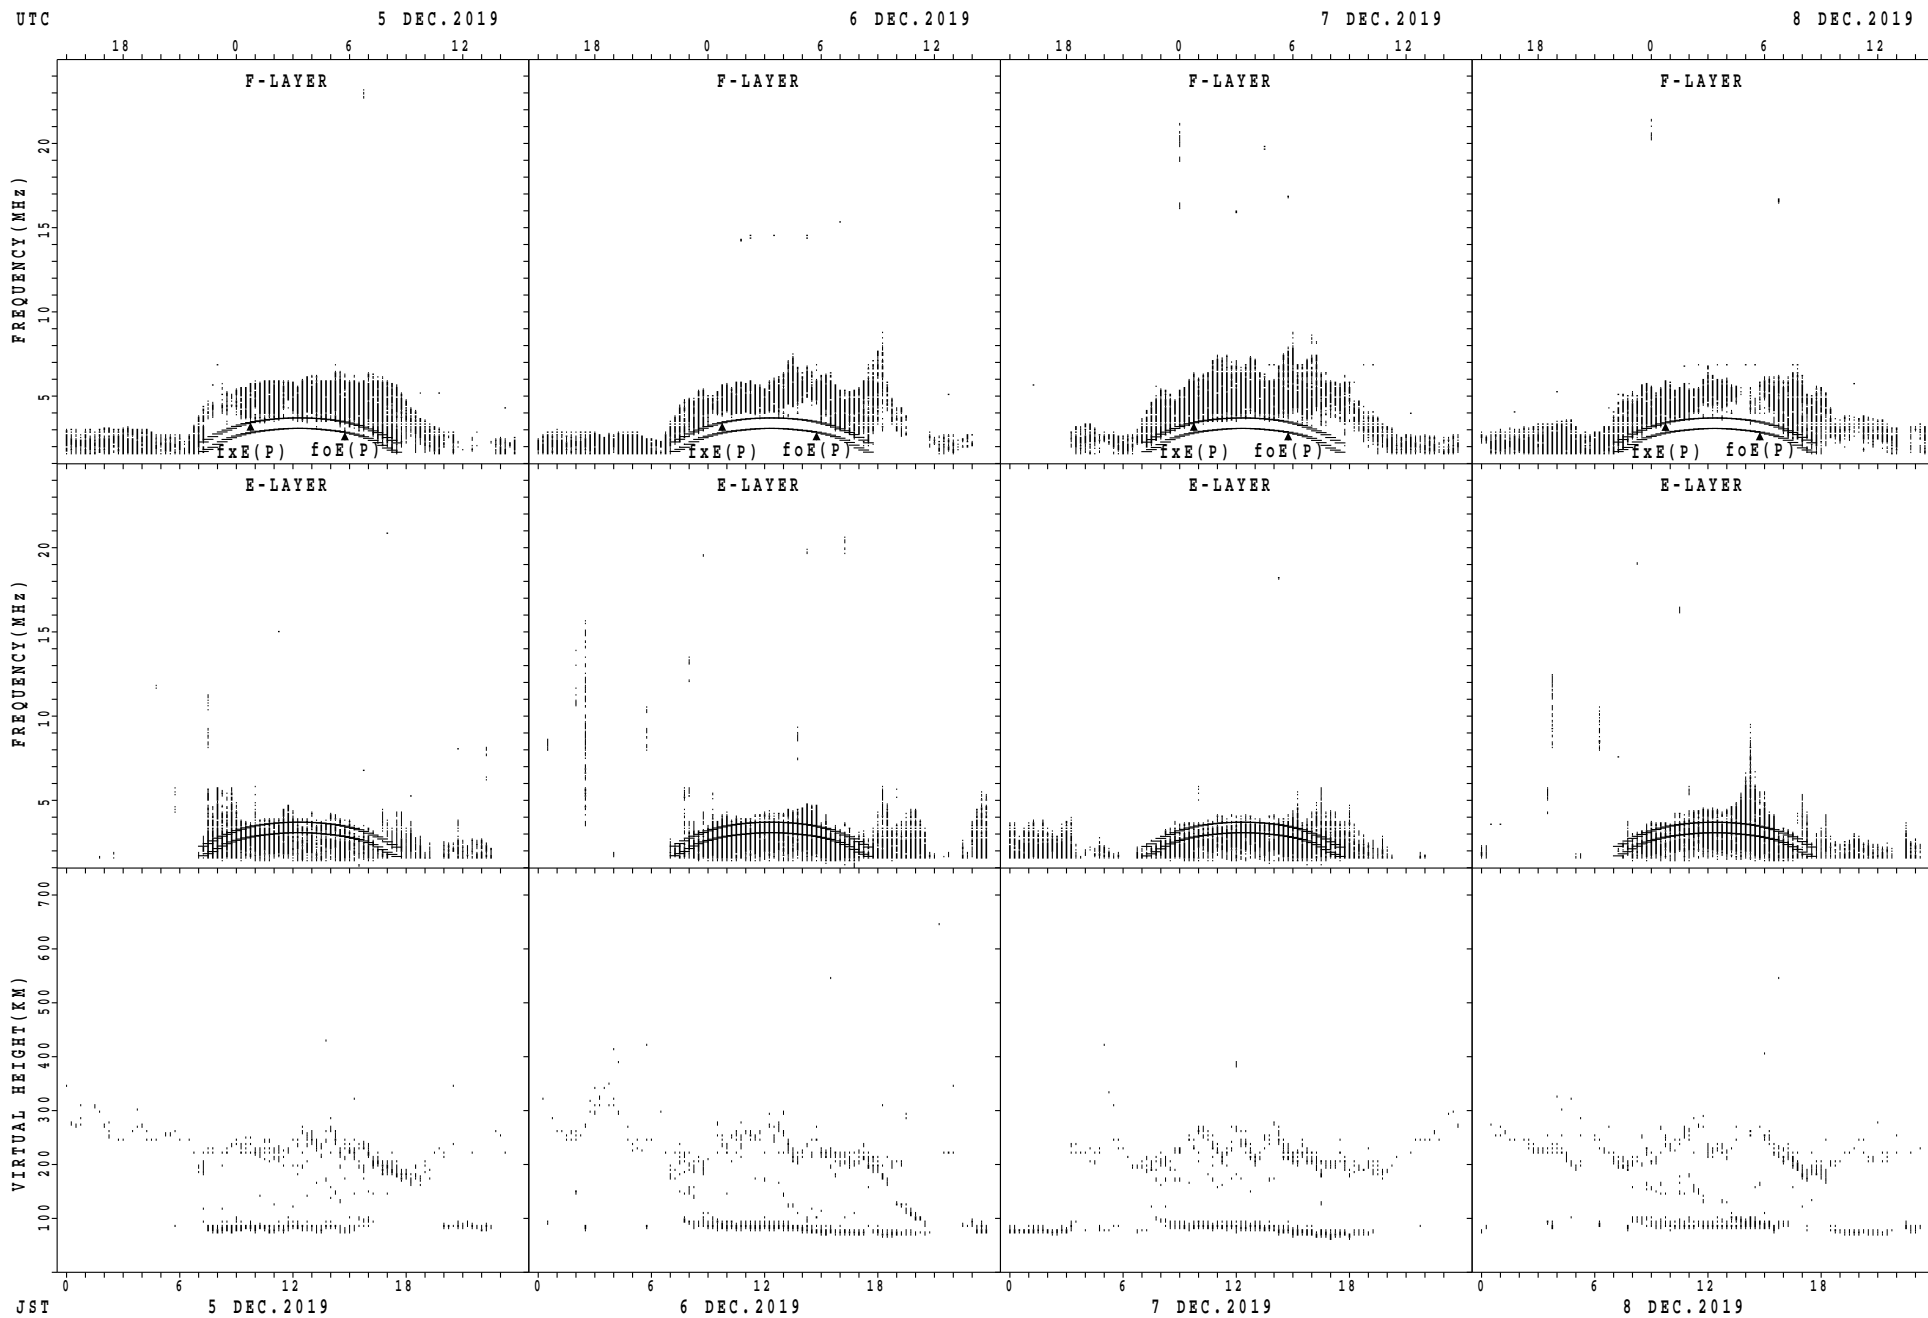 UTC 5 DEC.2019 6 DEC.2019 7 DEC.2019 8 DEC.2019
18 0 6 12 18 0 6 12 18 0 6 12 18 0 6 12
F-LAYER F-LAYER F-LAYER F-LAYER
FREQUENCY(MHz)
20
15
10
5
fxE(P) foE(P) fxE(P) foE(P) fxE(P) foE(P) fxE(P) foE(P)
E-LAYER E-LAYER E-LAYER E-LAYER
FREQUENCY(MHz)
20
15
10
5
VIRTUAL HEIGHT(KM)
700
600
500
400
300
200
100
0 6 12 18 0 6 12 18 0 6 12 18 0 6 12 18
JST 5 DEC.2019 6 DEC.2019 7 DEC.2019 8 DEC.2019